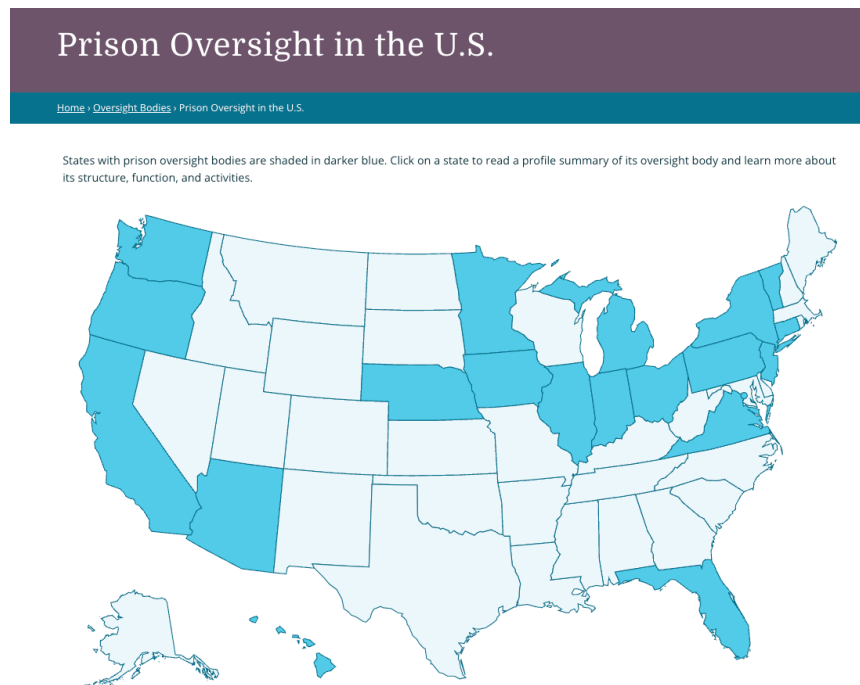 Prison Oversight in the U.S.
Home › Oversight Bodies › Prison Oversight in the U.S.
States with prison oversight bodies are shaded in darker blue. Click on a state to read a profile summary of its oversight body and learn more about
its structure, function, and activities.